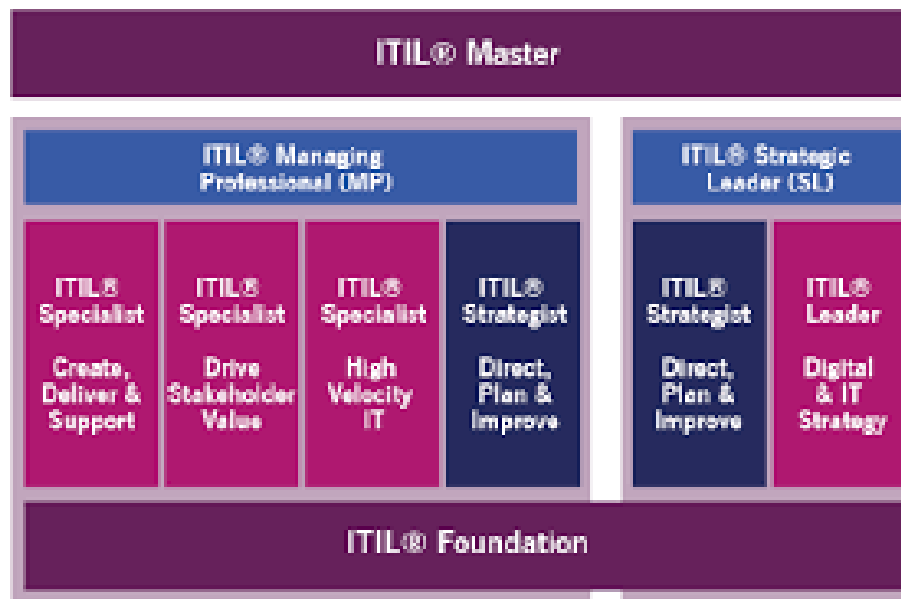 ITIL® Master
ITIL® Managing
Professional (MP)
ITIL® Specialist
Create,
Deliver &
Support
ITIL®
Specialist
Drive
Stakeholder
Value
ITIL®
Specialist
High
Velocity
IT
ITIL®
Strategist
Direct,
Plan &
Improve
ITIL® Strategic
Leader (SL)
ITIL®
Strategist
Direct,
Plan &
Improve
ITIL®
Leader
Digital
& IT
Strategy
ITIL® Foundation